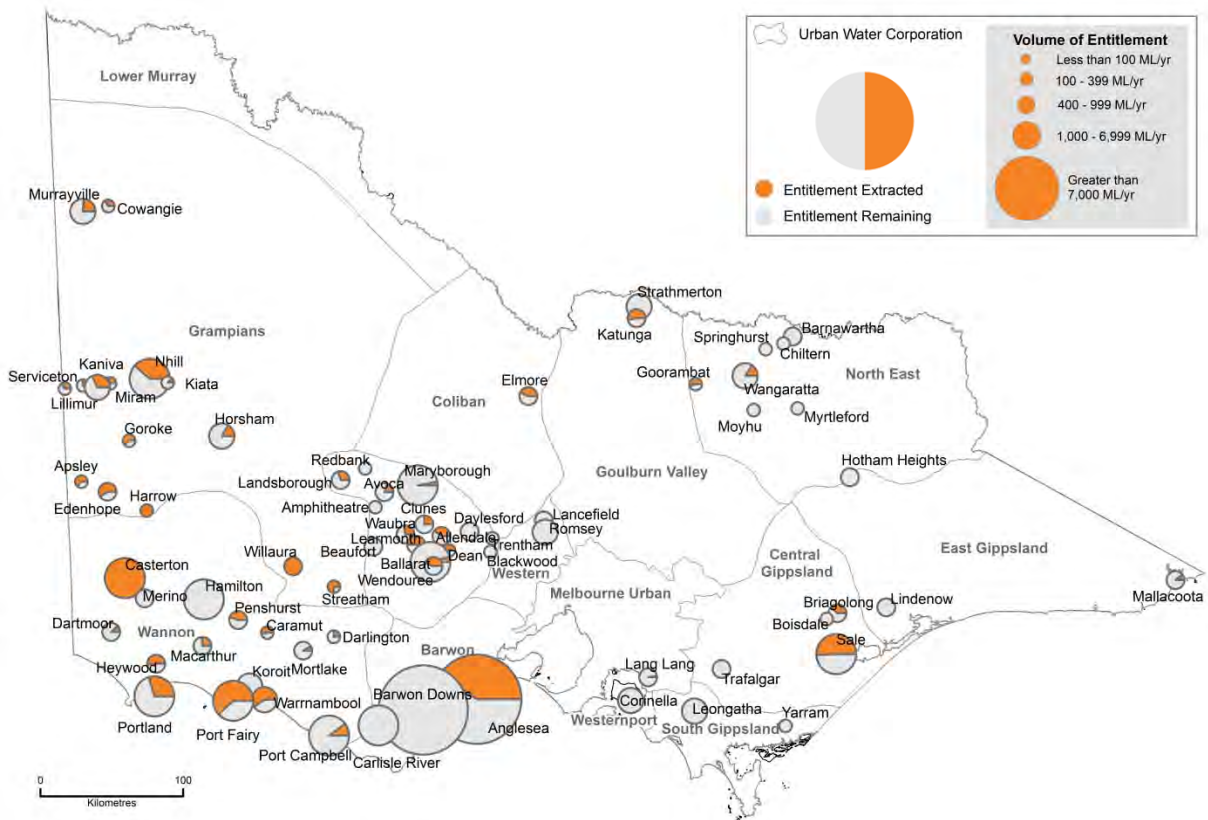 Lower Murray
Urban Water Corporation
Entitlement Extracted
Entitlement Remaining
Volume of Entitlement
Less than 100 ML/yr
100 - 399 ML/yr
400 - 999 ML/yr
1,000 - 6,999 ML/yr
Greater than
7,000 ML/yr
Murrayville
Cowangie
Grampians
Strathmerton
Katunga
Springhurst
Barnawartha
Chiltern
Kaniva
Nhill
Serviceton
Kiata
Lillimur
Miram
Goorambat
Wangaratta
North East
Elmore
Coliban
Moyhu
Myrtleford
Horsham
Goroke
Redbank
Maryborough
Goulburn Valley
Hotham Heights
Apsley
Landsborough
Avoca
Edenhope
Harrow
Amphitheatre
Clunes
Daylesford
Lancefield
Waubra
Romsey
Learmonth
Allendale
Trentham
Willaura
Beaufort
Dean
Blackwood
Central
Gippsland
East Gippsland
Casterton
Ballarat
Western
Wendouree
Merino
Hamilton
Streatham
Melbourne Urban
Mallacoota
Penshurst
Briagolong
Lindenow
Dartmoor
Caramut
Boisdale
Wannon
Darlington
Macarthur
Mortlake
Barwon
Sale
Heywood
Koroit
Lang Lang
Trafalgar
Barwon Downs
Corinella
Warrnambool
Leongatha
Portland
Port Fairy
Anglesea
Westernport
South Gippsland
Yarram
Port Campbell
Carlisle River
0
100
Kilometres